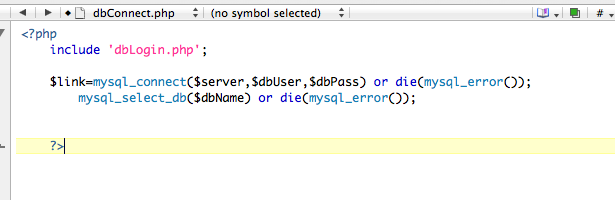 dbConnect.php (no symbol selected) #
<?php
include 'dbLogin.php';
$link=mysql_connect($server,$dbUser,$dbPass) or die(mysql_error());
mysql_select_db($dbName) or die(mysql_error());
?>